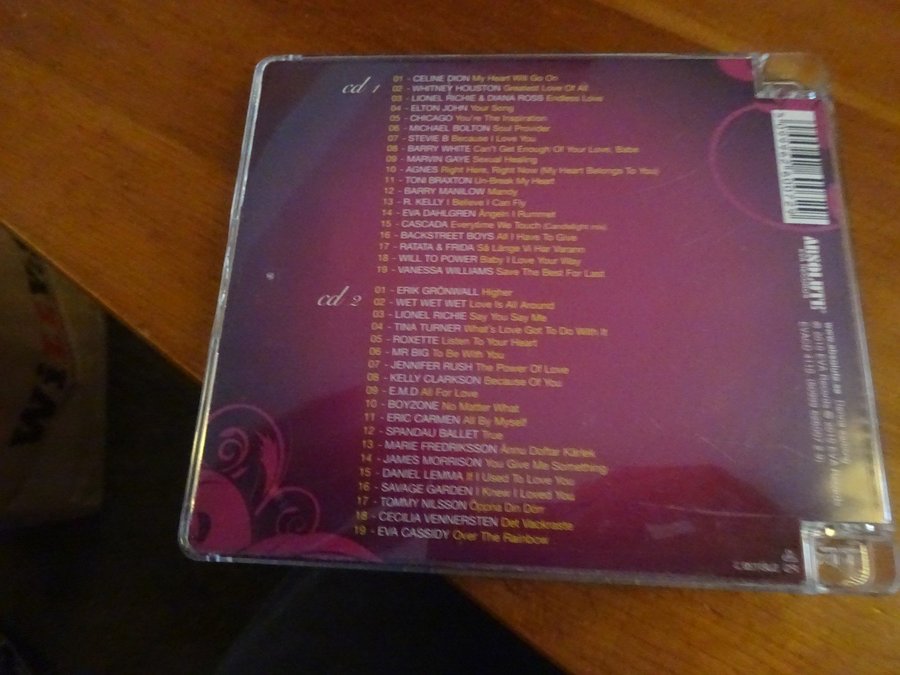 cd 1
01 - CELINE DION My Heart Will Go On
02 - WHITNEY HOUSTON Greatest Love Of All
03 - LIONEL RICHIE & DIANA ROSS Endless Love
04 - ELTON JOHN Your Song
05 - CHICAGO You're The Inspiration
06 - MICHAEL BOLTON Soul Provider
07 - STEVIE B Because I Love You
08 - BARRY WHITE Can't Get Enough Of Your Love, Babe
09 - MARVIN GAYE Sexual Healing
10 - AGNES Right Here, Right Now (My Heart Belongs To You)
11 - TONI BRAXTON Un-Break My Heart
12 - BARRY MANILOW Mandy
13 - R. KELLY I Believe I Can Fly
14 - EVA DAHLGREN Ängeln I Rummet
15 - CASCADA Everytime We Touch (Candlelight mix)
16 - BACKSTREET BOYS All I Have To Give
17 - RATATA & FRIDA Så Länge Vi Har Varann
18 - WILL TO POWER Baby I Love Your Way
19 - VANESSA WILLIAMS Save The Best For Last
cd 2
01 - ERIK GRÖNWALL Higher
02 - WET WET WET Love Is All Around
03 - LIONEL RICHIE Say You Say Me
04 - TINA TURNER What's Love Got To Do With It
05 - ROXETTE Listen To Your Heart
06 - MR BIG To Be With You
07 - JENNIFER RUSH The Power Of Love
08 - KELLY CLARKSON Because Of You
09 - E.M.D All For Love
10 - BOYZONE No Matter What
11 - ERIC CARMEN All By Myself
12 - SPANDAU BALLET True
13 - MARIE FREDRIKSSON Ännu Doftar Kärlek
14 - JAMES MORRISON You Give Me Something
15 - DANIEL LEMMA If I Used To Love You
16 - SAVAGE GARDEN I Knew I Loved You
17 - TOMMY NILSSON Öppna Din Dörr
18 - CECILIA VENNERSTEN Det Vackraste
19 - EVA CASSIDY Over The Rainbow
ABSOLUTE